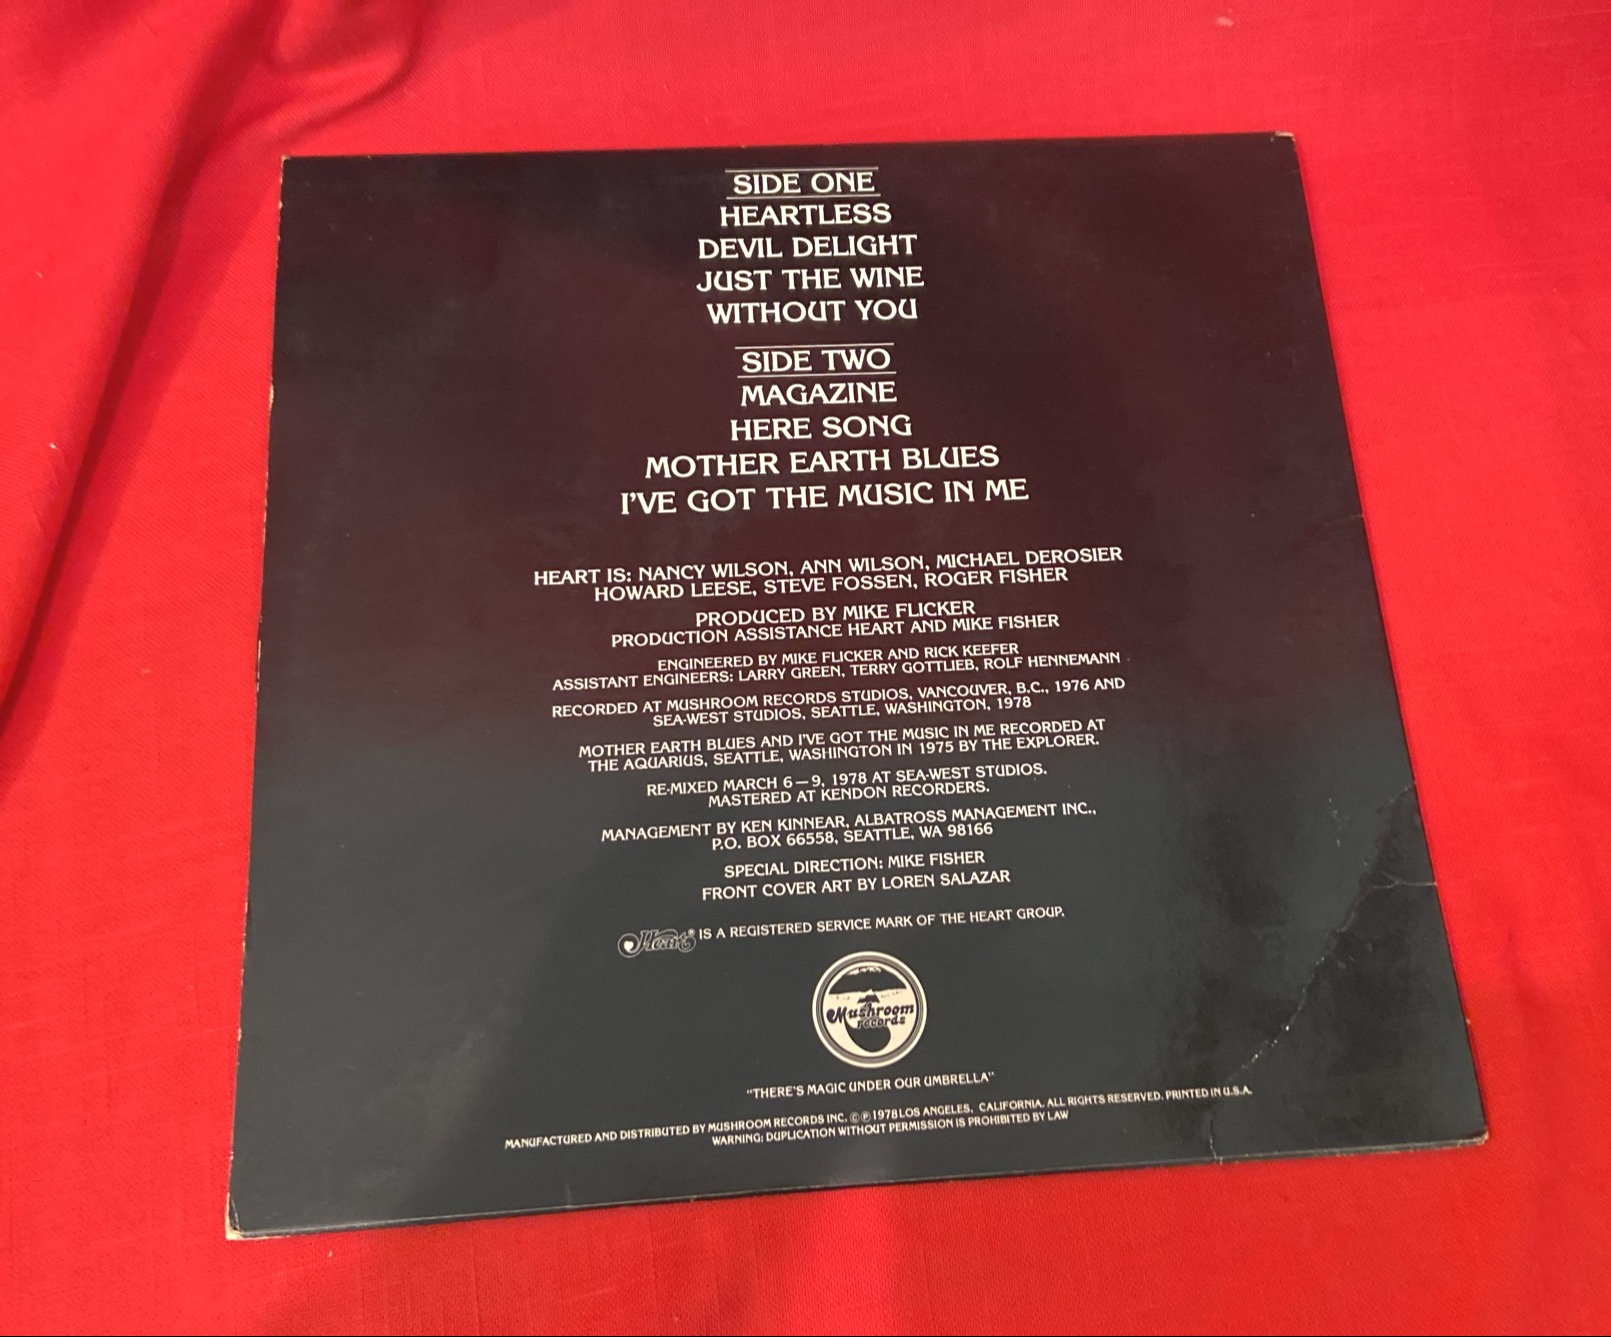 SIDE ONE
HEARTLESS
DEVIL DELIGHT
JUST THE WINE
WITHOUT YOU
SIDE TWO
MAGAZINE
HERE SONG
MOTHER EARTH BLUES
I'VE GOT THE MUSIC IN ME
HEART IS: NANCY WILSON, ANN WILSON, MICHAEL DEROSIER
HOWARD LEESE, STEVE FOSSEN, ROGER FISHER
PRODUCED BY MIKE FLICKER
PRODUCTION ASSISTANCE HEART AND MIKE FISHER
ENGINEERED BY MIKE FLICKER AND RICK KEEFER
ASSISTANT ENGINEERS: LARRY GREEN, TERRY GOTTLIEB, ROLF HENNEMANN
RECORDED AT MUSHROOM RECORDS STUDIOS, VANCOUVER, B.C., 1976 AND
SEA-WEST STUDIOS, SEATTLE, WASHINGTON, 1978
MOTHER EARTH BLUES AND I'VE GOT THE MUSIC IN ME RECORDED AT
THE AQUARIUS, SEATTLE, WASHINGTON IN 1975 BY THE EXPLORER.
RE-MIXED MARCH 6—9, 1978 AT SEA-WEST STUDIOS.
MASTERED AT KENDON RECORDERS.
MANAGEMENT BY KEN KINNEAR, ALBATROSS MANAGEMENT INC.,
P.O. BOX 66558, SEATTLE, WA 98166
SPECIAL DIRECTION: MIKE FISHER
FRONT COVER ART BY LOREN SALAZAR
Heart® IS A REGISTERED SERVICE MARK OF THE HEART GROUP.
Mushroom
records
"THERE'S MAGIC UNDER OUR UMBRELLA"
MANUFACTURED AND DISTRIBUTED BY MUSHROOM RECORDS INC. ©℗1978 LOS ANGELES, CALIFORNIA. ALL RIGHTS RESERVED. PRINTED IN U.S.A.
WARNING: DUPLICATION WITHOUT PERMISSION IS PROHIBITED BY LAW